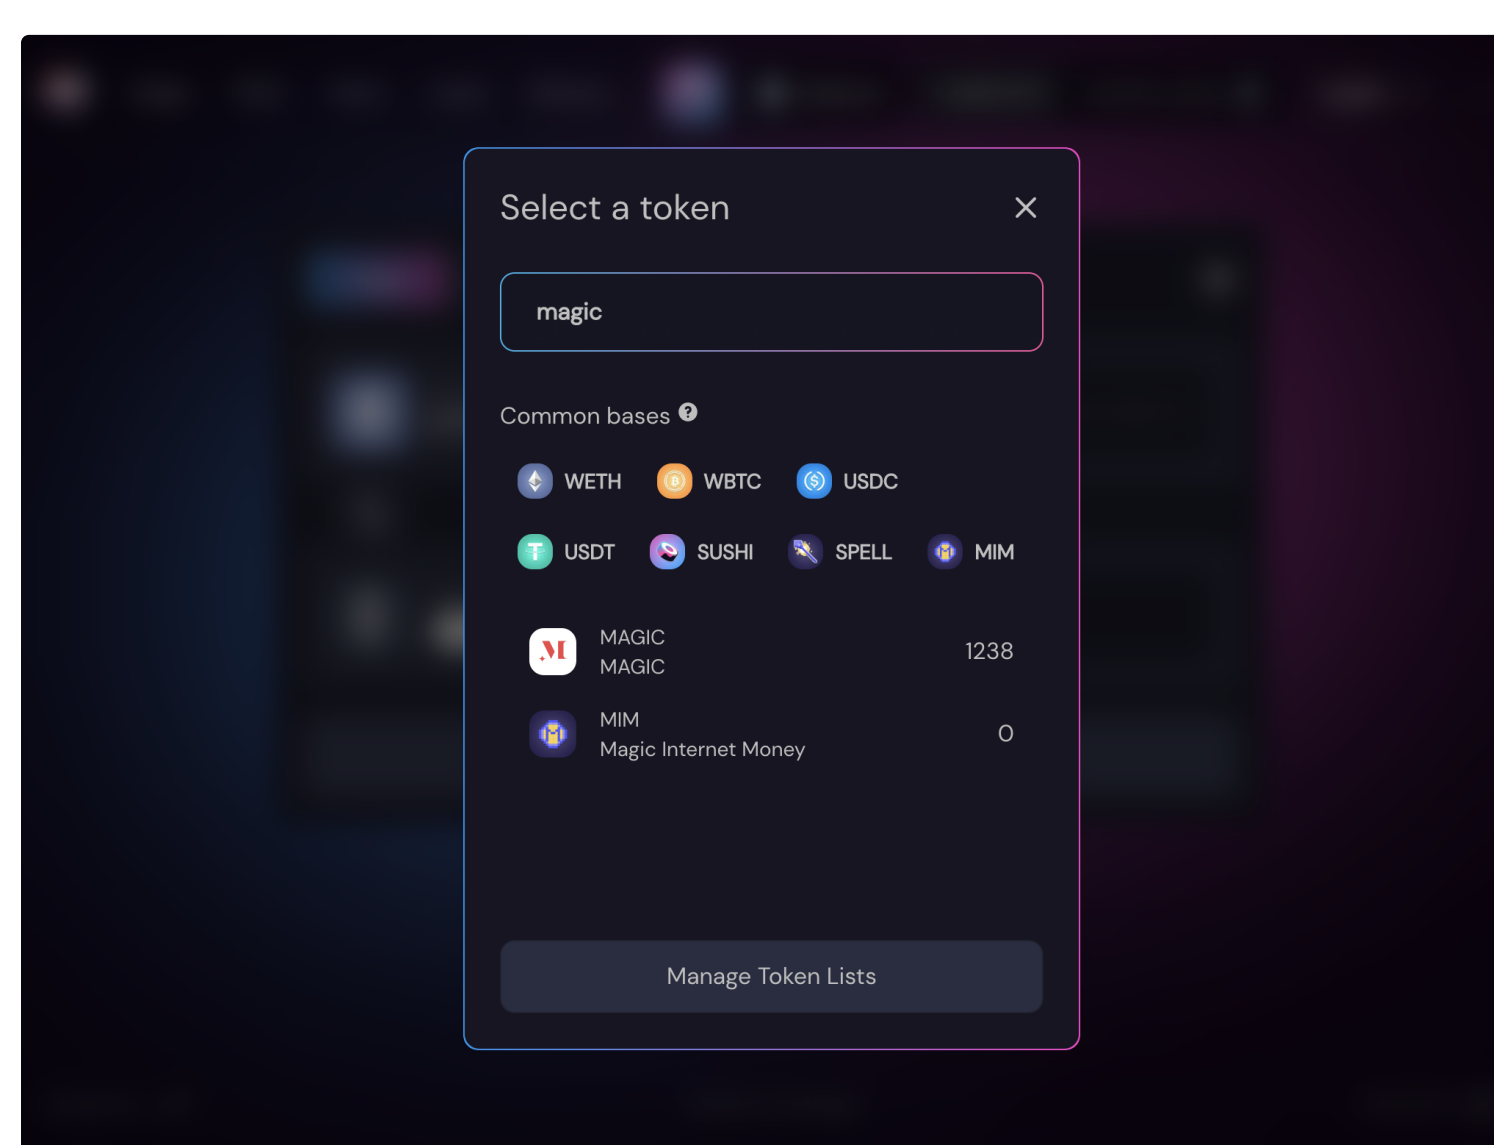 Select a token
magic
Common bases
WETH WBTC USDC
USDT SUSHI SPELL MIM
MAGIC
MAGIC
1238
MIM
Magic Internet Money
0
Manage Token Lists